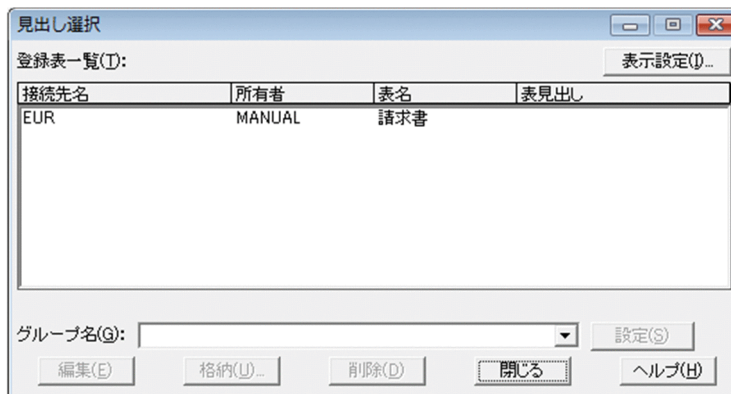 見出し選択
登録表一覧(T): 表示設定(I)...
接続先名 所有者 表名 表見出し
EUR MANUAL 請求書
グループ名(G): 設定(S)
編集(E) 格納(U)... 削除(D) 閉じる ヘルプ(H)